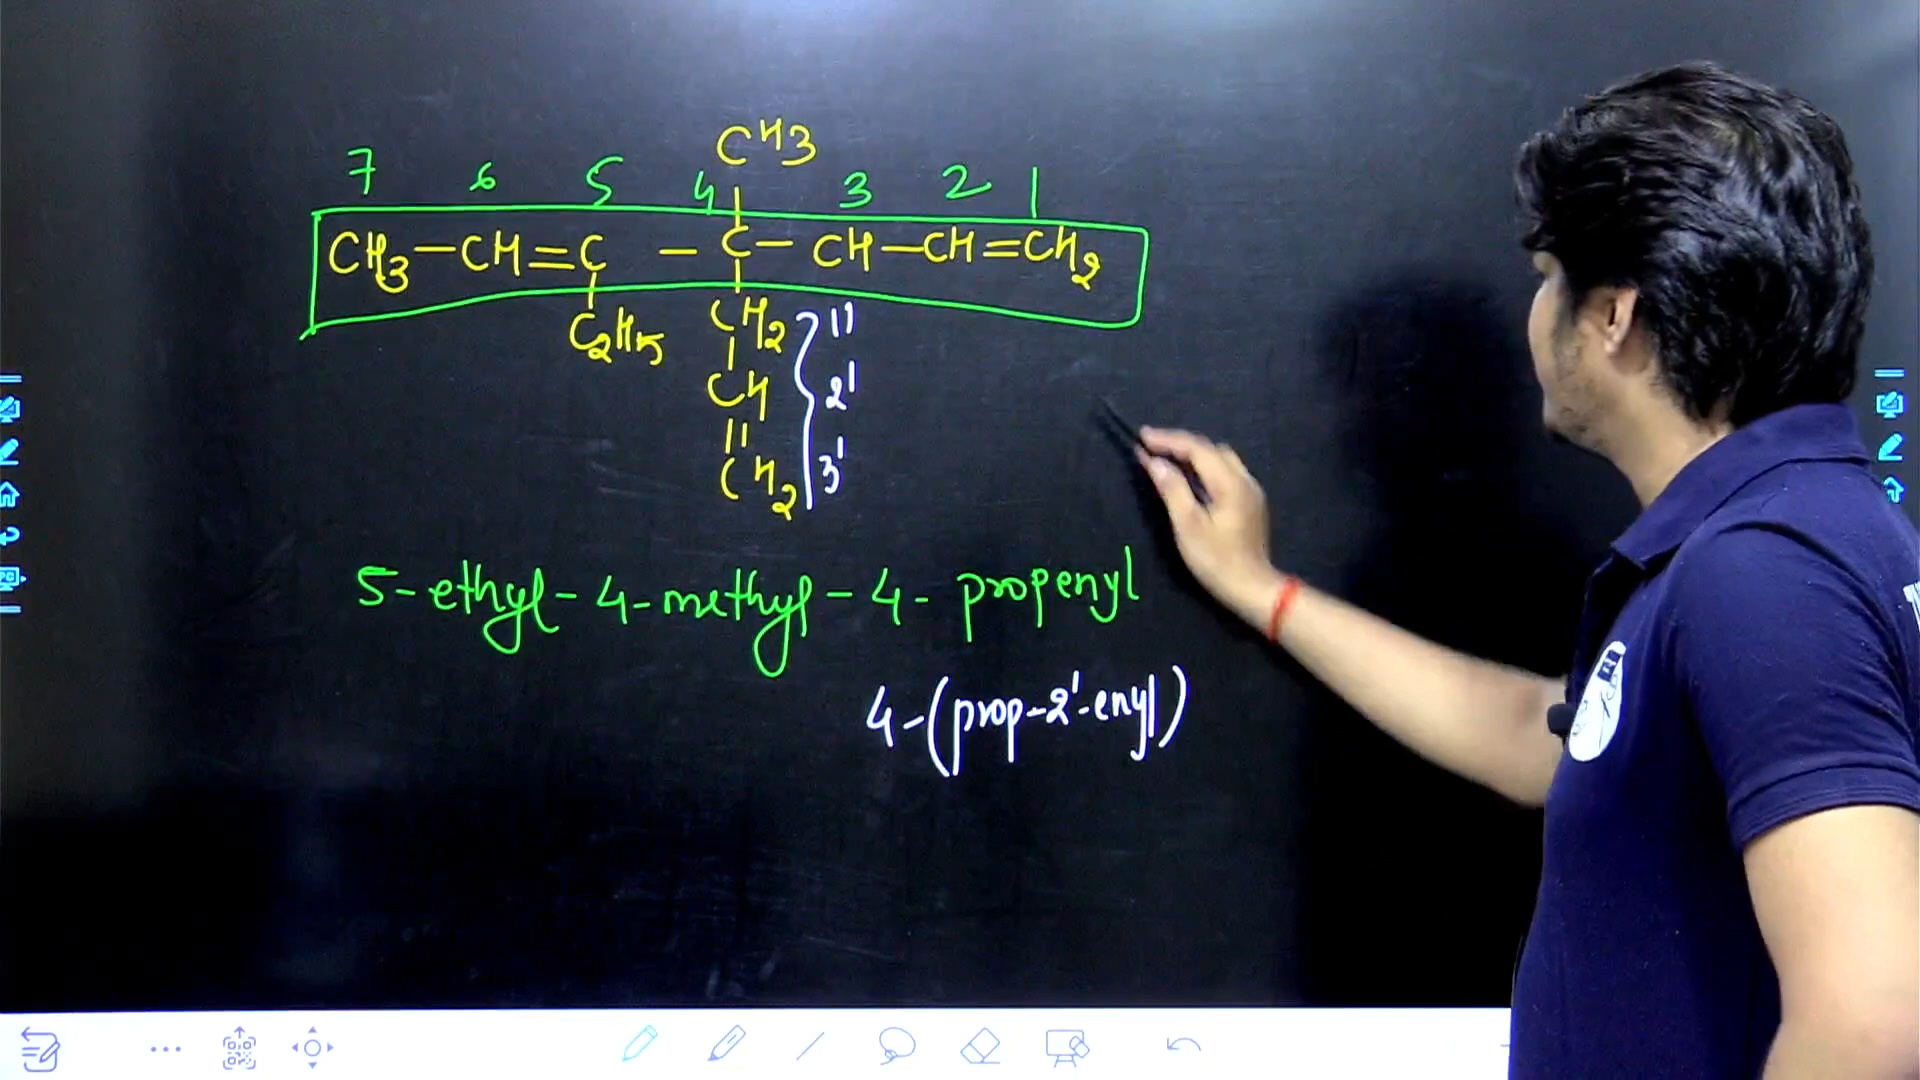 CH3
7 6 5 4 3 2 1
CH3-CH=C-C-CH-CH=CH2
C2H5 CH2 1'
CH 2'
CH2 3'
5-ethyl-4-methyl-4-propenyl
4-(prop-2'-enyl)